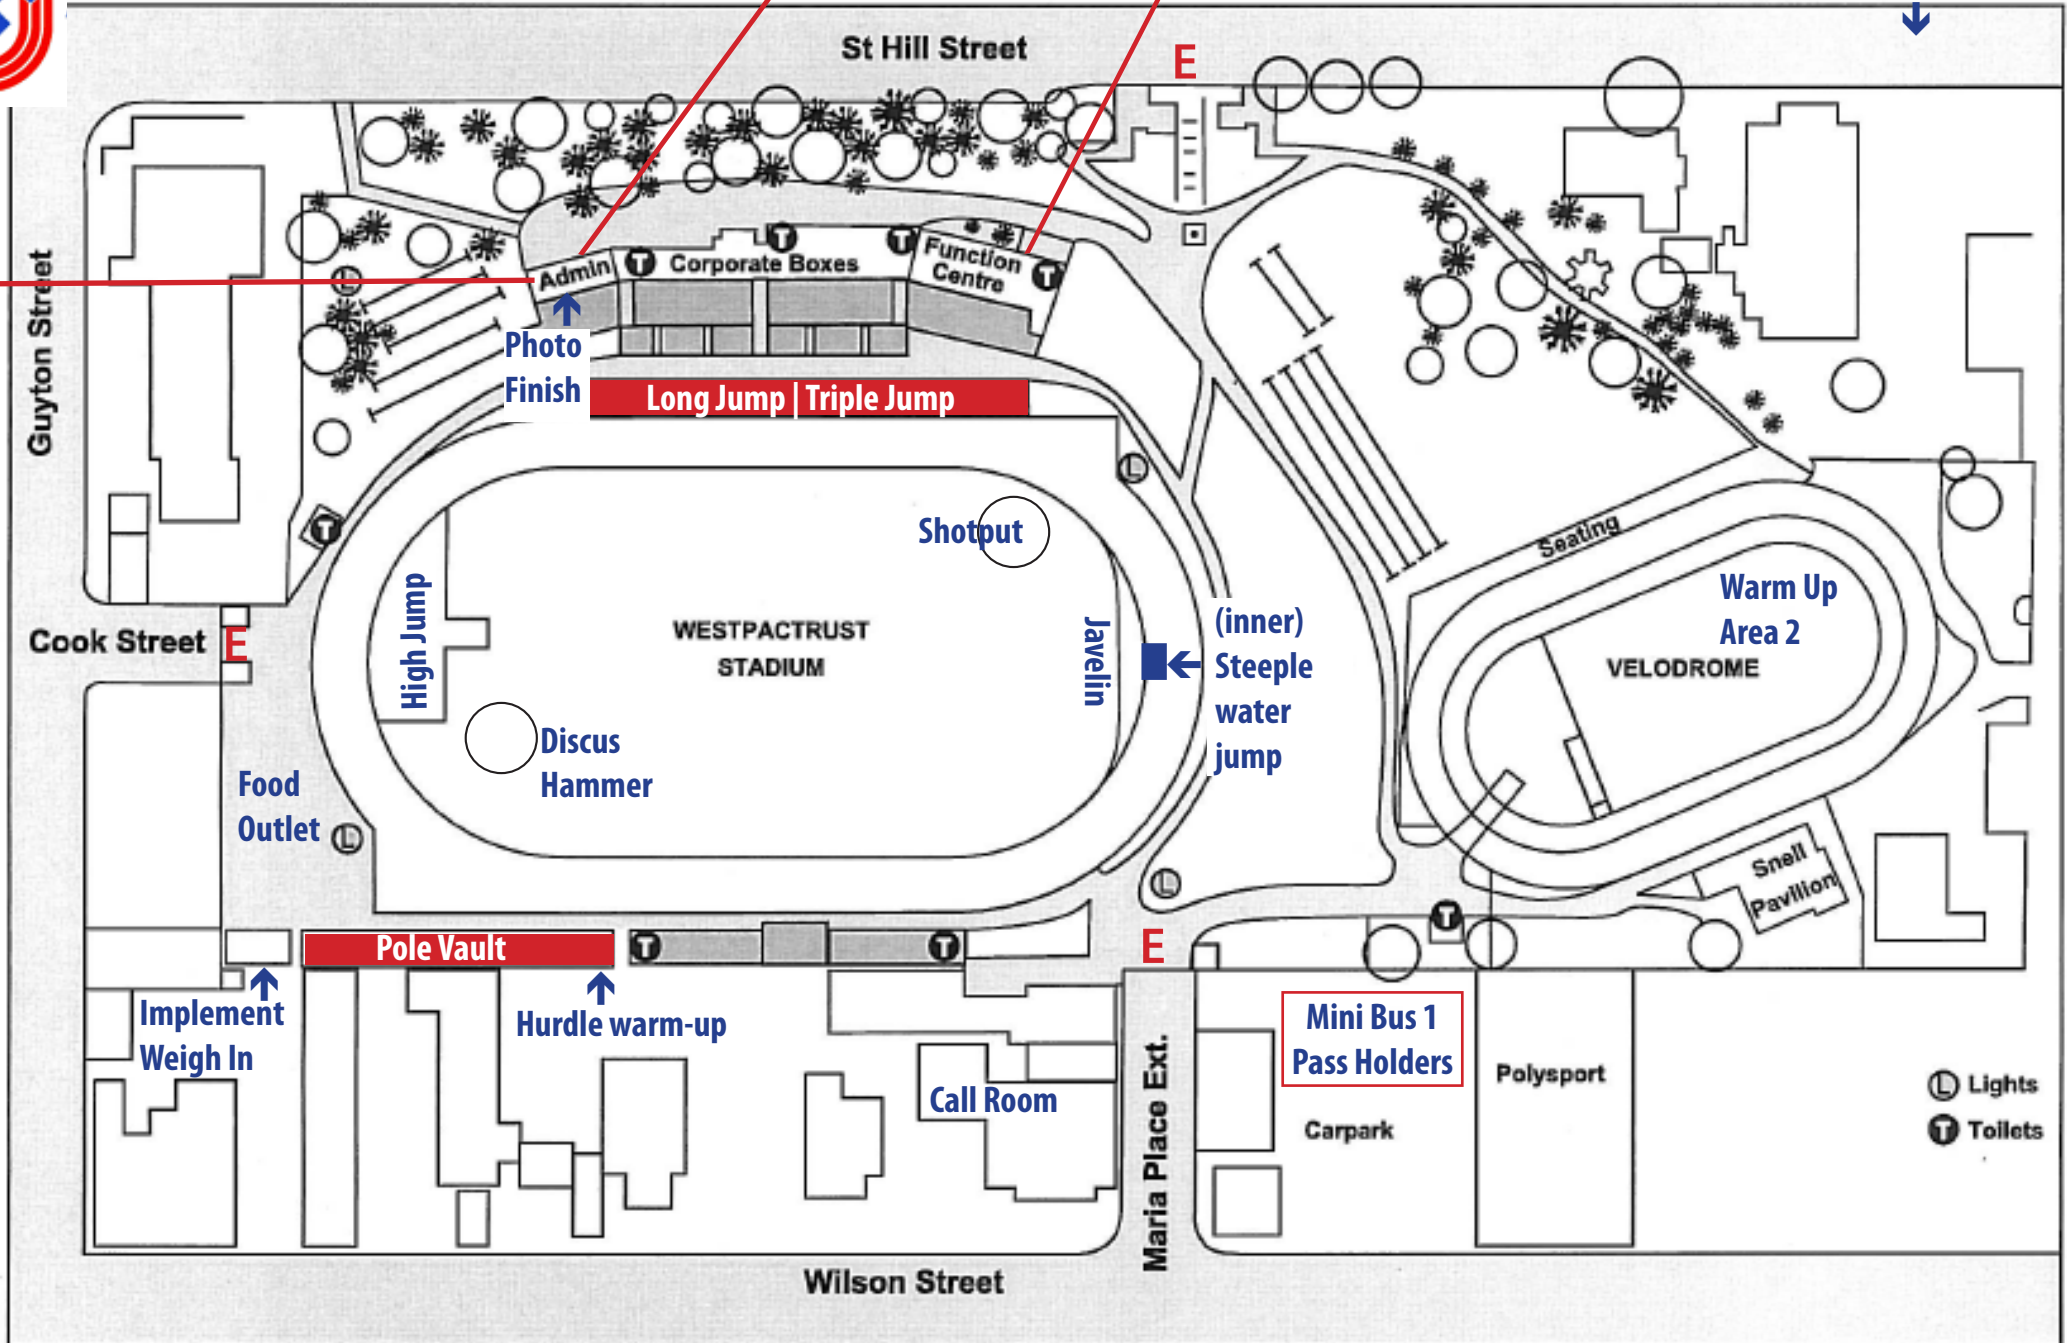 St Hill Street
E
Guyton Street
L
Admin
T
Corporate Boxes
T
T
Function
Centre
T
Photo
Finish
Long Jump | Triple Jump
L
T
Shotput
Seating
Warm Up
Area 2
VELODROME
Cook Street
E
High Jump
WESTPACTRUST
STADIUM
Javelin
(inner)
Steeple
water
jump
Discus
Hammer
Food
Outlet
L
L
Snell
Pavilion
Pole Vault
T
T
E
T
Implement
Weigh In
Hurdle warm-up
Call Room
Maria Place Ext.
Mini Bus 1
Pass Holders
Polysport
Carpark
L Lights
T Toilets
Wilson Street